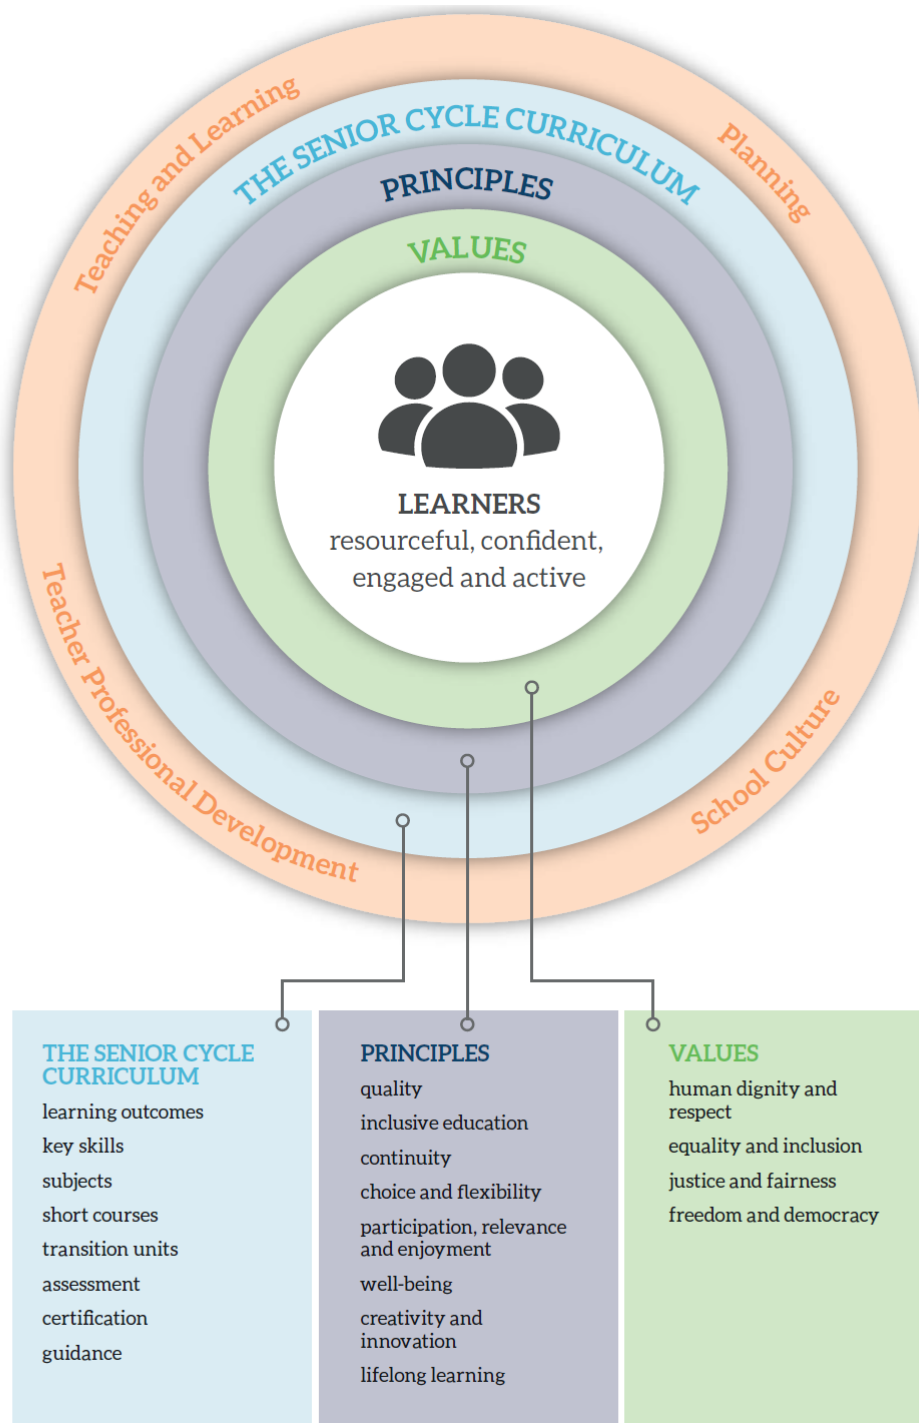 Teaching and Learning
Planning
THE SENIOR CYCLE CURRICULUM
PRINCIPLES
VALUES
LEARNERS
resourceful, confident,
engaged and active
Teacher Professional Development
School Culture
THE SENIOR CYCLE
CURRICULUM
learning outcomes
key skills
subjects
short courses
transition units
assessment
certification
guidance
PRINCIPLES
quality
inclusive education
continuity
choice and flexibility
participation, relevance
and enjoyment
well-being
creativity and
innovation
lifelong learning
VALUES
human dignity and
respect
equality and inclusion
justice and fairness
freedom and democracy